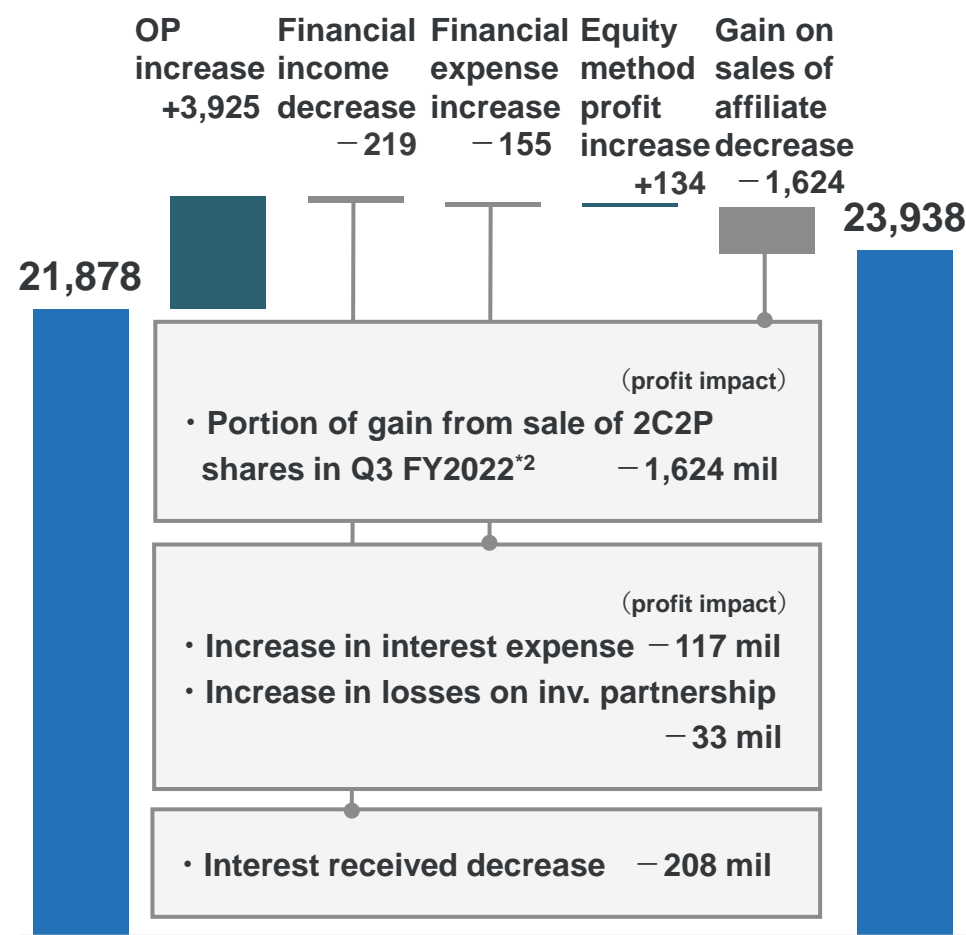 OP
increase
+3,925
Financial
income
decrease
－219
Financial
expense
increase
－155
Equity
method
profit
increase
+134
Gain on
sales of
affiliate
decrease
－1,624
21,878
23,938
（profit impact）
・Portion of gain from sale of 2C2P
shares in Q3 FY2022*2 －1,624 mil
（profit impact）
・Increase in interest expense －117 mil
・Increase in losses on inv. partnership
－33 mil
・Interest received decrease －208 mil